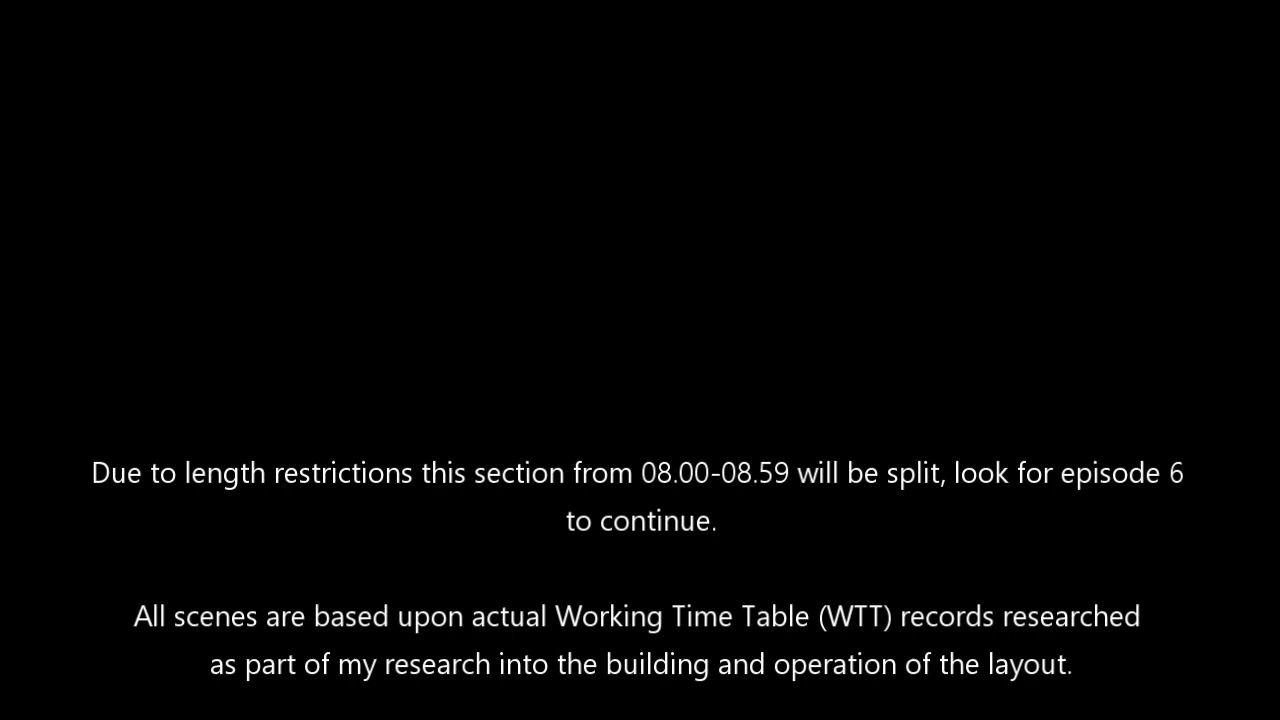 Due to length restrictions this section from 08.00-08.59 will be split, look for episode 6
to continue.
All scenes are based upon actual Working Time Table (WTT) records researched
as part of my research into the building and operation of the layout.